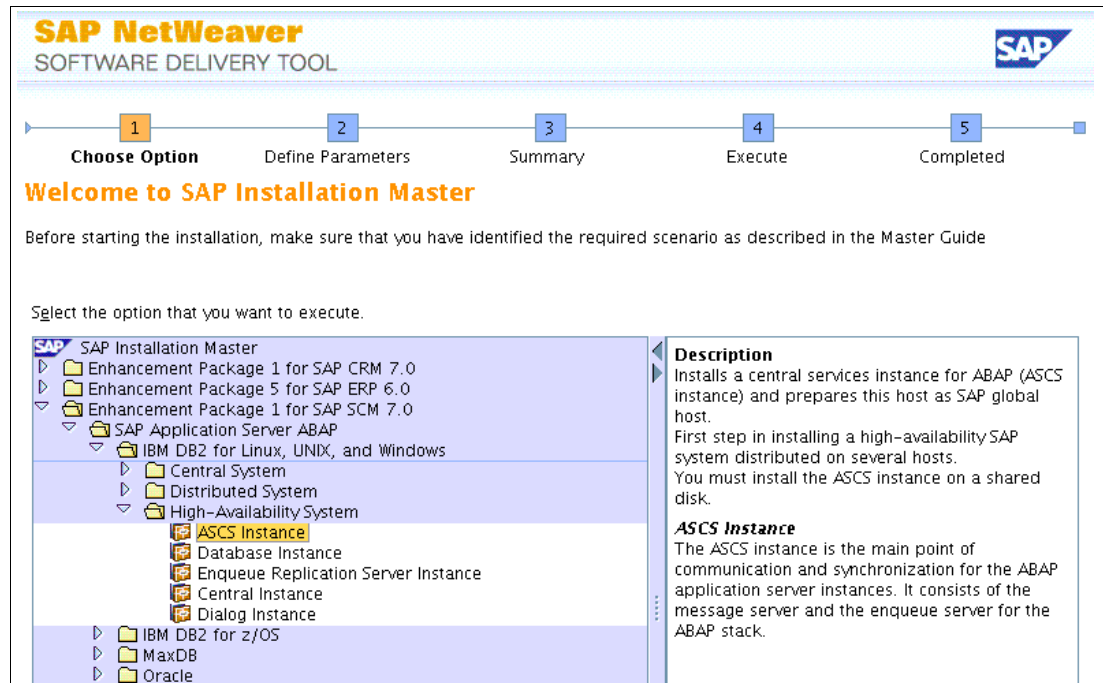 SAP NetWeaver
SOFTWARE DELIVERY TOOL
SAP
1 2 3 4 5
Choose Option Define Parameters Summary Execute Completed
Welcome to SAP Installation Master
Before starting the installation, make sure that you have identified the required scenario as described in the Master Guide
Select the option that you want to execute.
SAP SAP Installation Master
Enhancement Package 1 for SAP CRM 7.0
Enhancement Package 5 for SAP ERP 6.0
Enhancement Package 1 for SAP SCM 7.0
SAP Application Server ABAP
IBM DB2 for Linux, UNIX, and Windows
Central System
Distributed System
High-Availability System
ASCS Instance
Database Instance
Enqueue Replication Server Instance
Central Instance
Dialog Instance
IBM DB2 for z/OS
MaxDB
Oracle
Description
Installs a central services instance for ABAP (ASCS
instance) and prepares this host as SAP global
host.
First step in installing a high-availability SAP
system distributed on several hosts.
You must install the ASCS instance on a shared
disk.
ASCS Instance
The ASCS instance is the main point of
communication and synchronization for the ABAP
application server instances. It consists of the
message server and the enqueue server for the
ABAP stack.